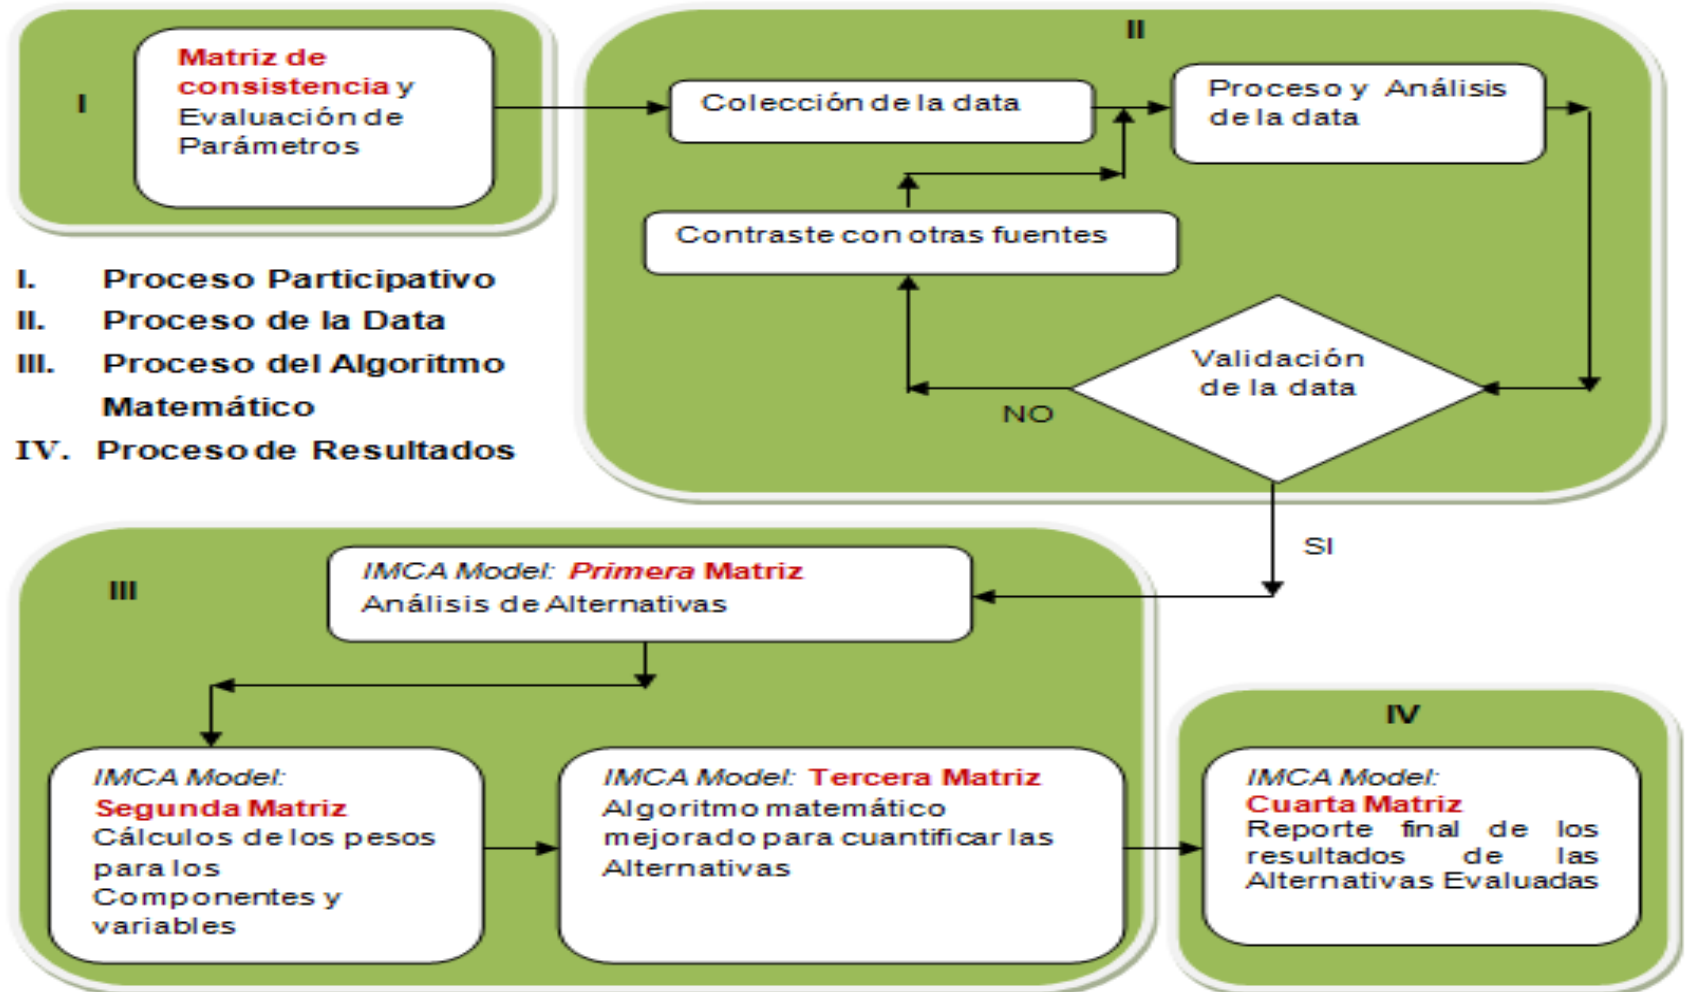 I
Matriz de
consistencia y
Evaluación de
Parámetros
II
Colección de la data
Proceso y Análisis
de la data
Contraste con otras fuentes
Validación
de la data
NO
SI
I. Proceso Participativo
II. Proceso de la Data
III. Proceso del Algoritmo
Matemático
IV. Proceso de Resultados
III
IMCA Model: Primera Matriz
Análisis de Alternativas
IMCA Model:
Segunda Matriz
Cálculos de los pesos
para los
Componentes y
variables
IMCA Model: Tercera Matriz
Algoritmo matemático
mejorado para cuantificar las
Alternativas
IV
IMCA Model:
Cuarta Matriz
Reporte final de los
resultados de las
Alternativas Evaluadas